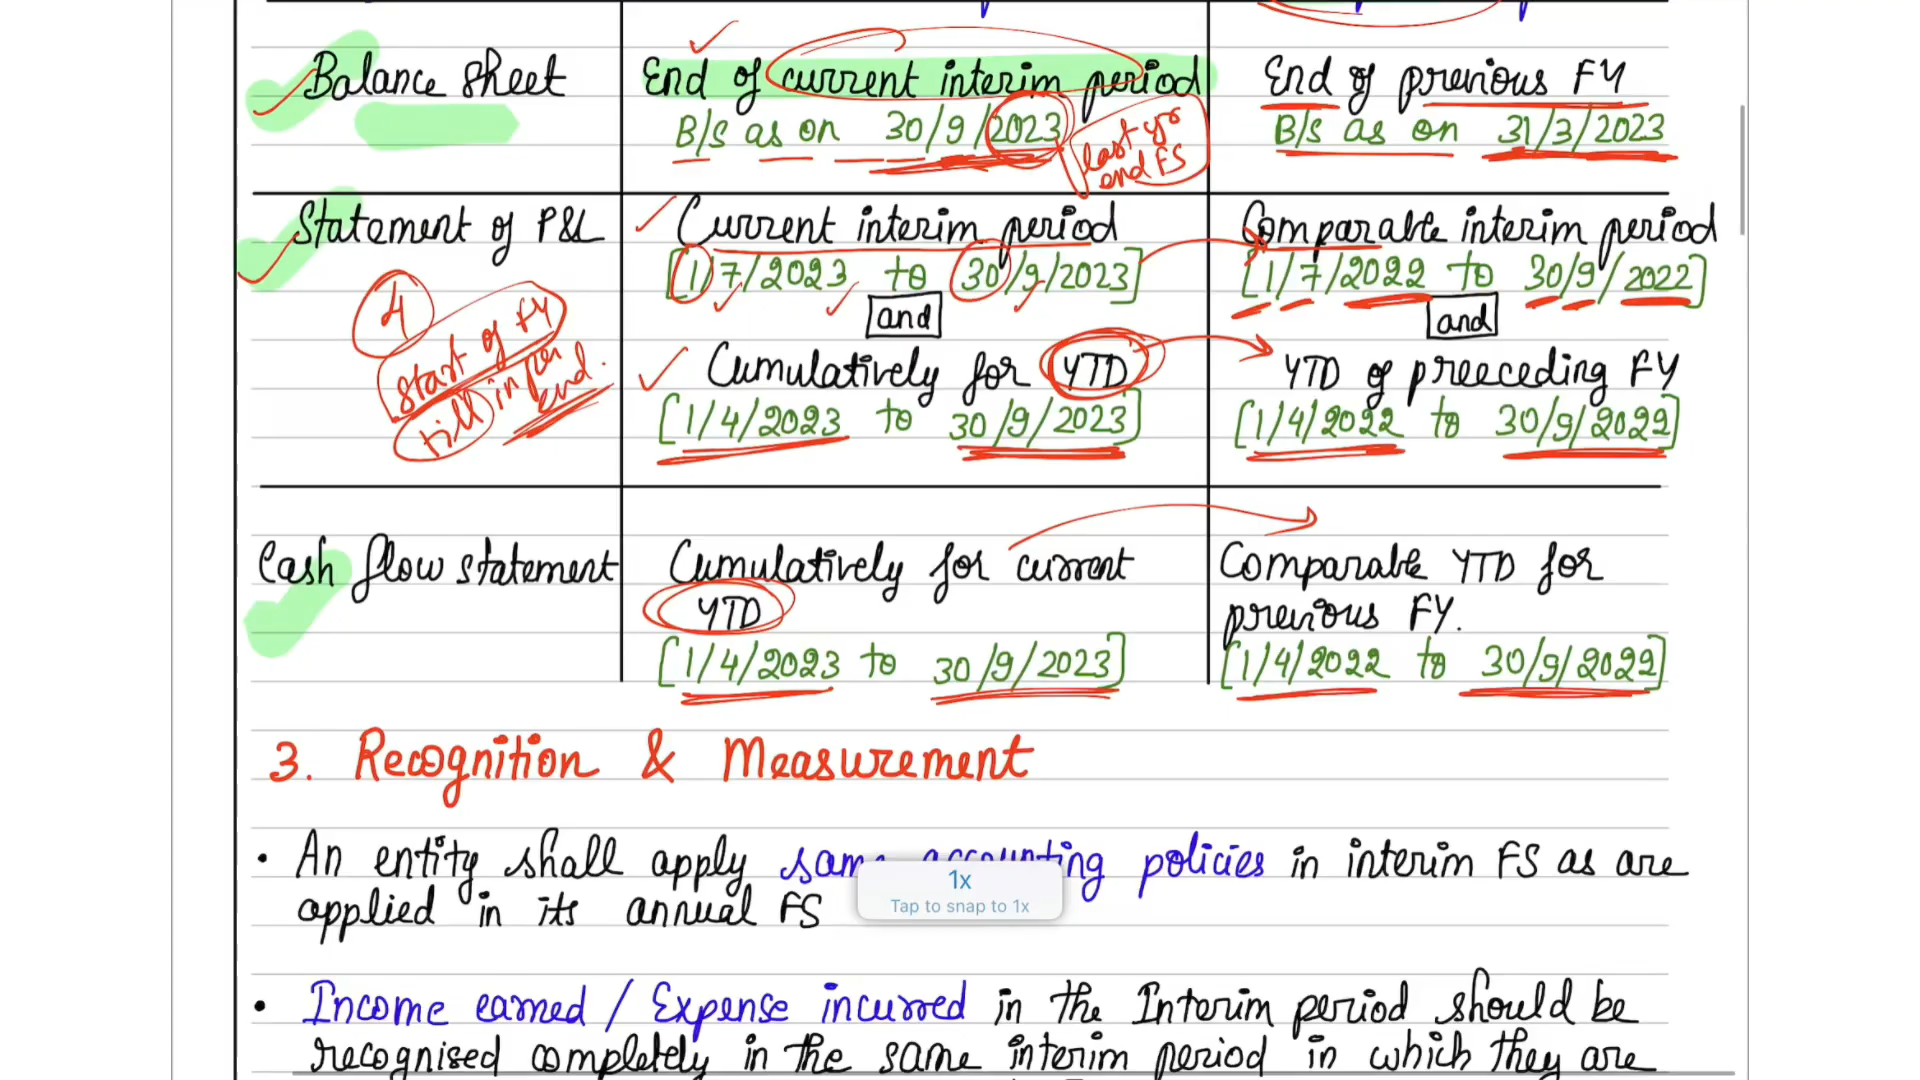 Balance sheet
End of current interim period
End of previous FY
B/S as on 30/9/2023
B/S as on 31/3/2023
last yr
end FS
Statement of P&L
Current interim period
Comparable interim period
[1/7/2023 to 30/9/2023]
[1/7/2022 to 30/9/2022]
and
and
4
start of FY
till in per
end.
Cumulatively for YTD
YTD of preeceding FY
[1/4/2023 to 30/9/2023]
[1/4/2022 to 30/9/2022]
Cash flow statement
Cumulatively for current
YTD
Comparable YTD for
previous FY.
[1/4/2023 to 30/9/2023]
[1/4/2022 to 30/9/2022]
3. Recognition & Measurement
• An entity shall apply same accounting policies in interim FS as are
applied in its annual FS
1x
Tap to snap to 1x
• Income earned / Expense incurred in the Interim period should be
recognised completely in the same interim period in which they are